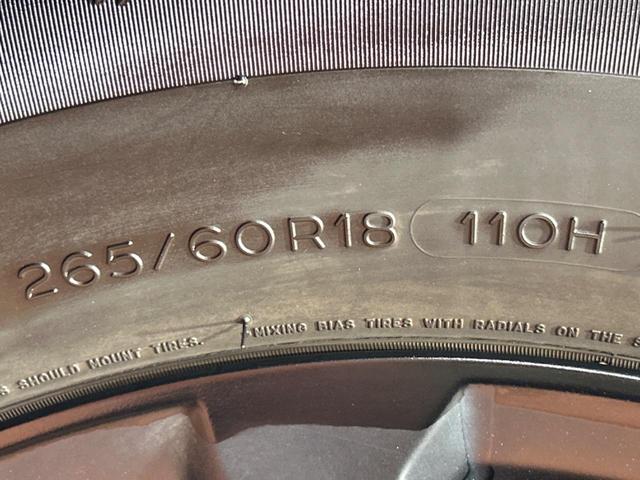 265/60R18 110H
S SHOULD MOUNT TIRES. MIXING BIAS TIRES WITH RADIALS ON THE S